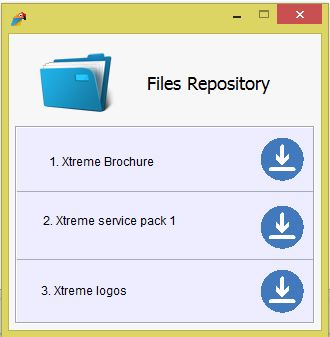 Files Repository
1. Xtreme Brochure
2. Xtreme service pack 1
3. Xtreme logos